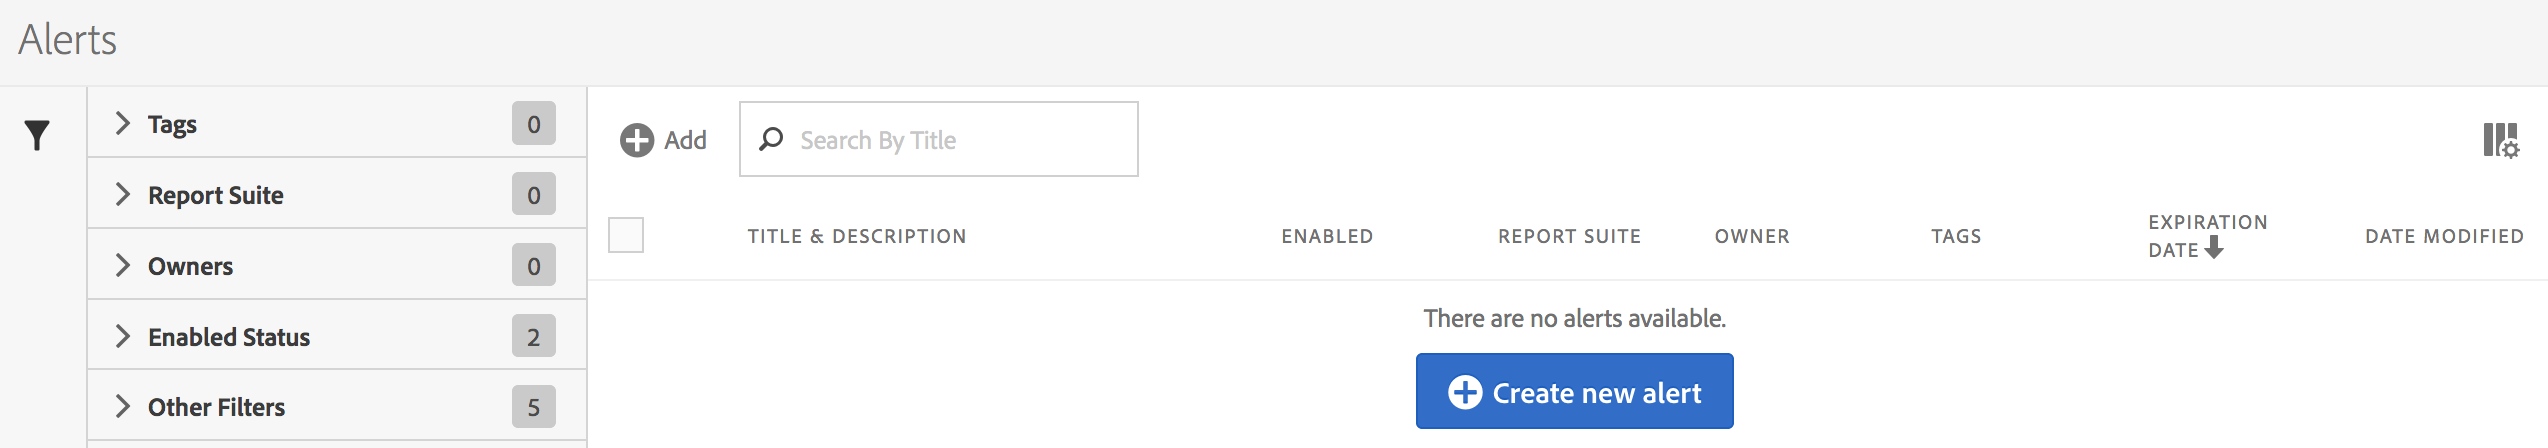 Alerts
Tags 0
Report Suite 0
Owners 0
Enabled Status 2
Other Filters 5
Add
Search By Title
TITLE & DESCRIPTION ENABLED REPORT SUITE OWNER TAGS EXPIRATION DATE DATE MODIFIED
There are no alerts available.
Create new alert